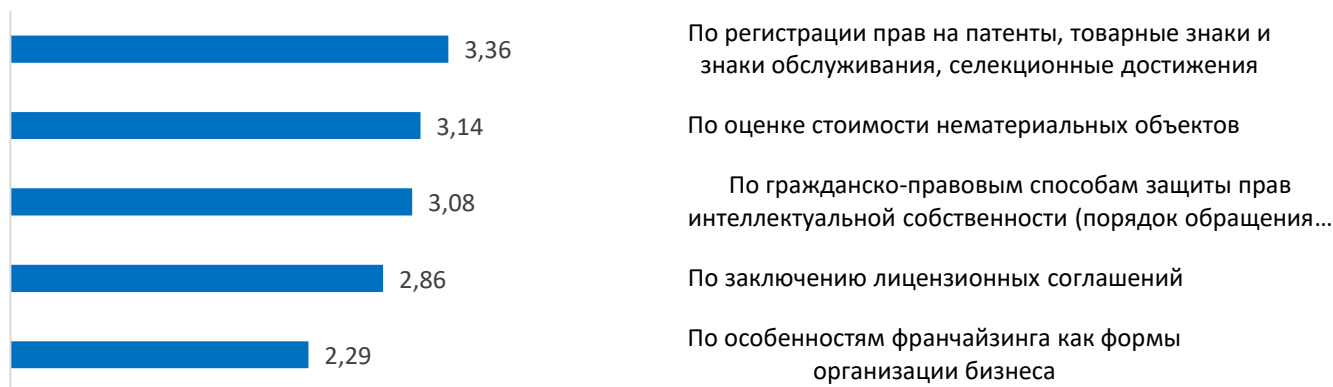 3,36
По регистрации прав на патенты, товарные знаки и
знаки обслуживания, селекционные достижения
3,14
По оценке стоимости нематериальных объектов
3,08
По гражданско-правовым способам защиты прав
интеллектуальной собственности (порядок обращения…
2,86
По заключению лицензионных соглашений
2,29
По особенностям франчайзинга как формы
организации бизнеса